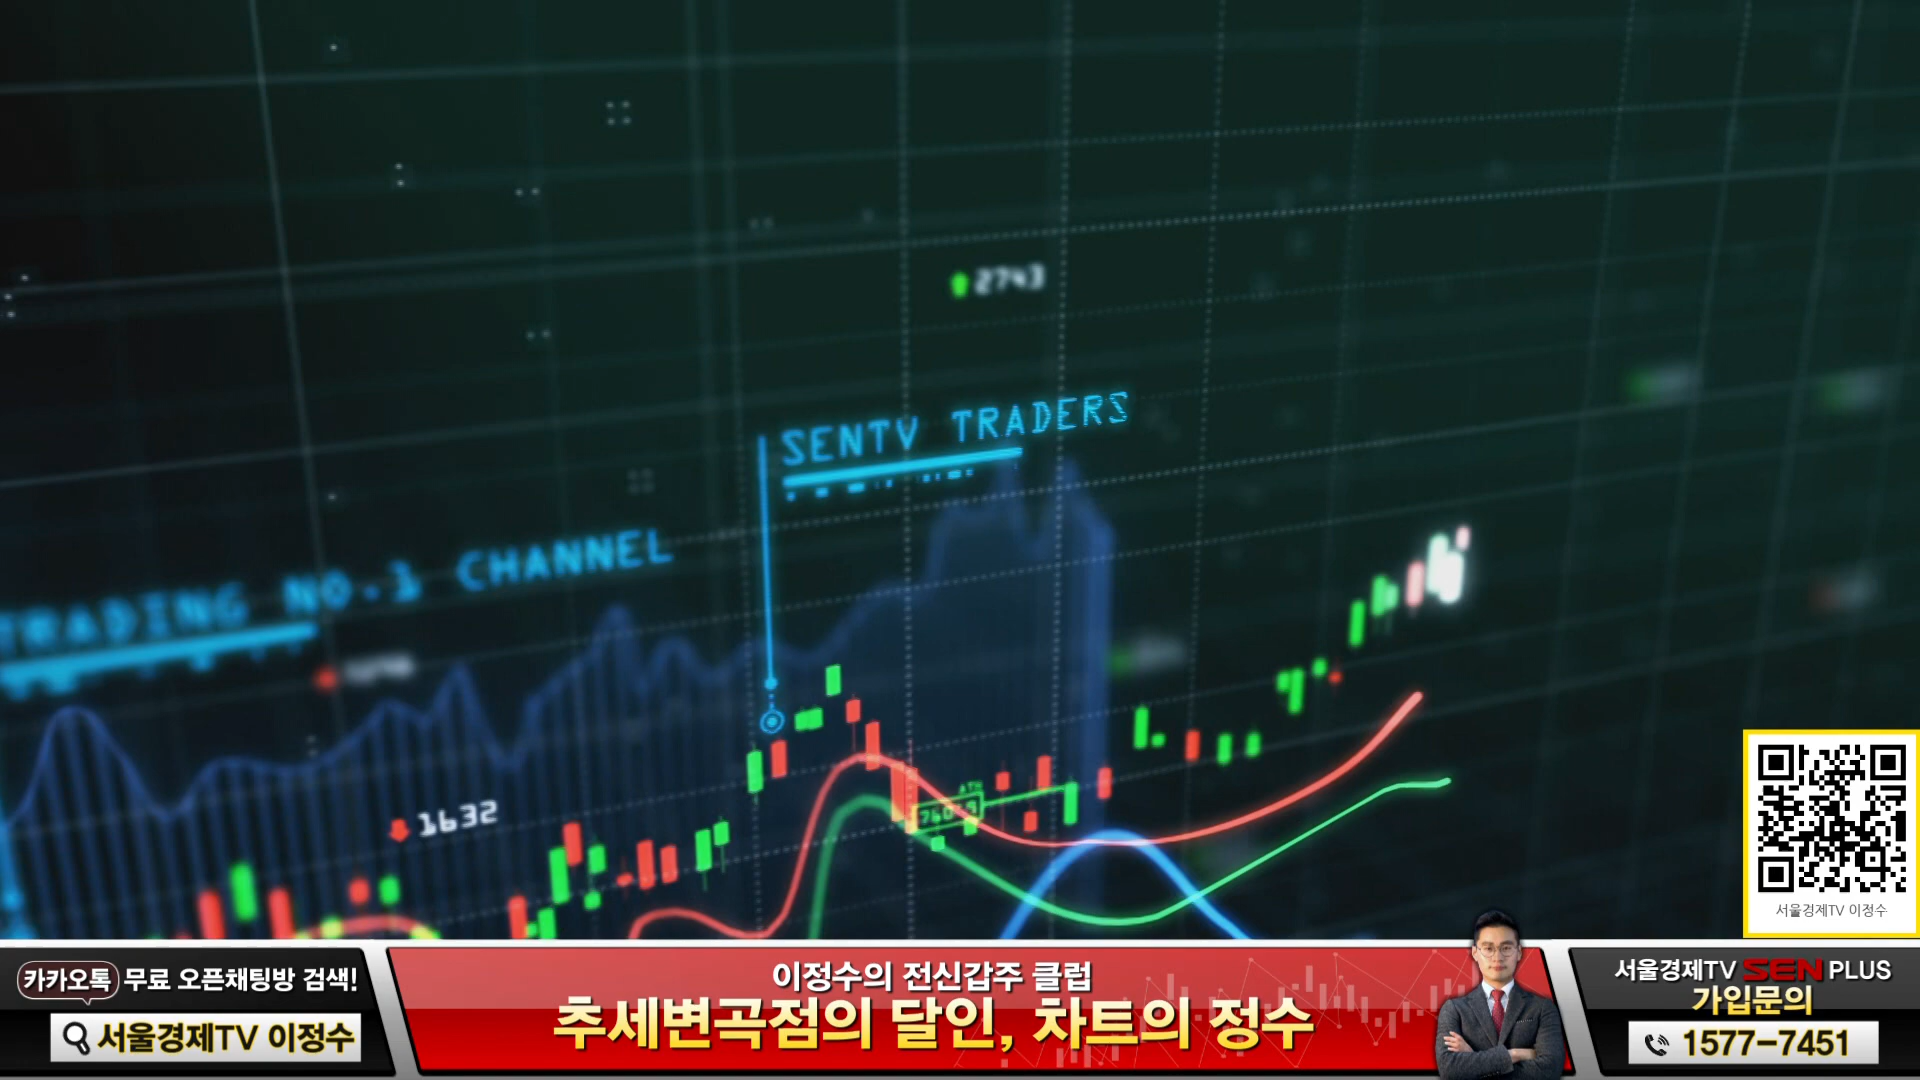 2743
SENTV TRADERS
TRADING NO.1 CHANNEL
1632
ATH
서울경제TV 이정수
카카오톡 무료 오픈채팅방 검색!
서울경제TV 이정수
이정수의 전신갑주 클럽
추세변곡점의 달인, 차트의 정수
서울경제TV SEN PLUS
가입문의
1577-7451